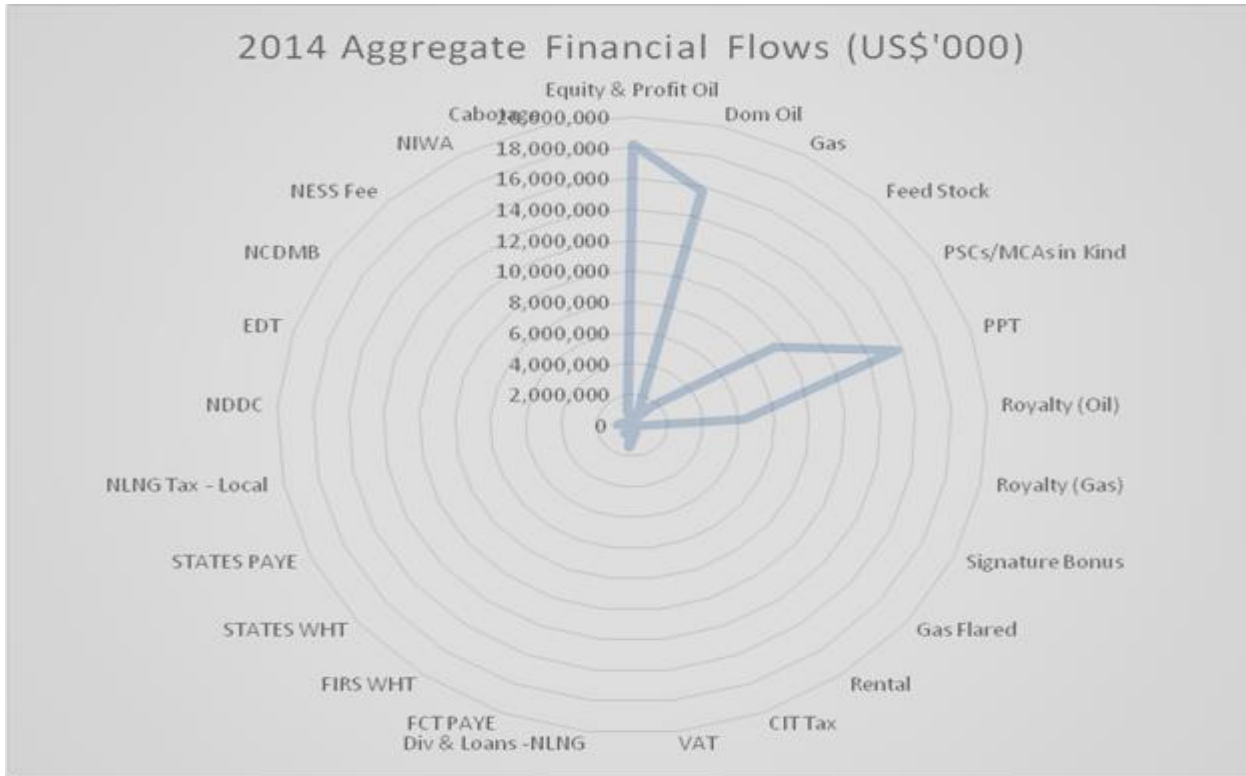 2014 Aggregate Financial Flows (US$'000)
Equity & Profit Oil
Dom Oil
Gas
Feed Stock
PSCs/MCAs in Kind
PPT
Royalty (Oil)
Royalty (Gas)
Signature Bonus
Gas Flared
Rental
CIT Tax
VAT
Div & Loans -NLNG
FCT PAYE
FIRS WHT
STATES WHT
STATES PAYE
NLNG Tax - Local
NDDC
EDT
NCDMB
NESS Fee
NIWA
Cabotage
20,000,000
18,000,000
16,000,000
14,000,000
12,000,000
10,000,000
8,000,000
6,000,000
4,000,000
2,000,000
0